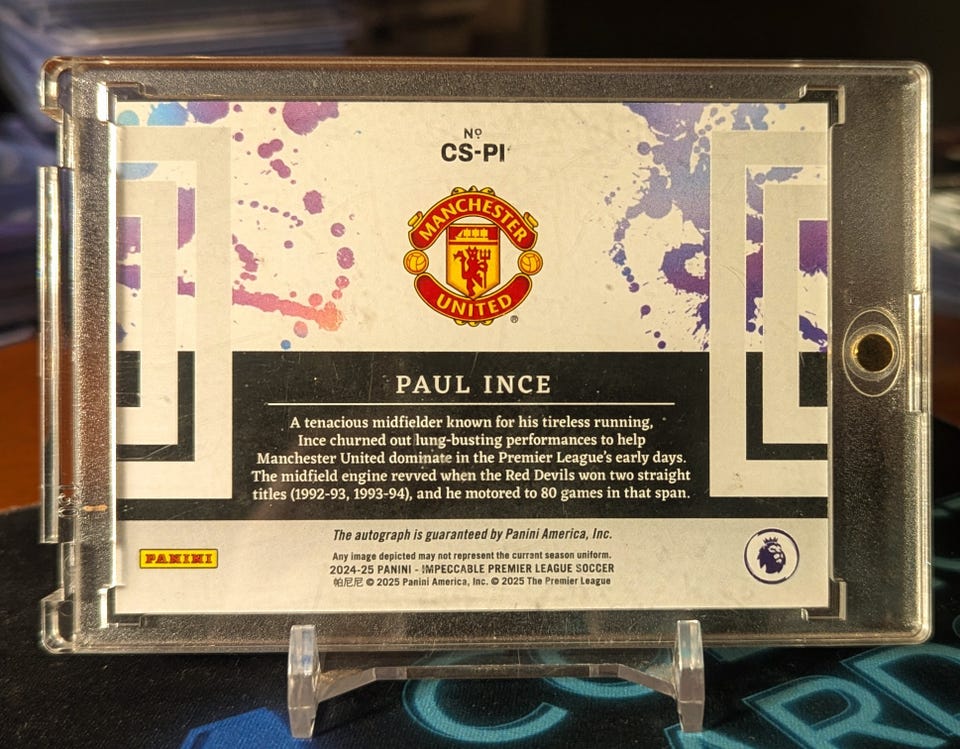 Nº
CS-PI
MANCHESTER
UNITED
®
PAUL INCE
A tenacious midfielder known for his tireless running,
Ince churned out lung-busting performances to help
Manchester United dominate in the Premier League's early days.
The midfield engine revved when the Red Devils won two straight
titles (1992-93, 1993-94), and he motored to 80 games in that span.
The autograph is guaranteed by Panini America, Inc.
PANINI
Any image depicted may not represent the current season uniform.
2024-25 PANINI - IMPECCABLE PREMIER LEAGUE SOCCER
帕尼尼 © 2025 Panini America, Inc. © 2025 The Premier League